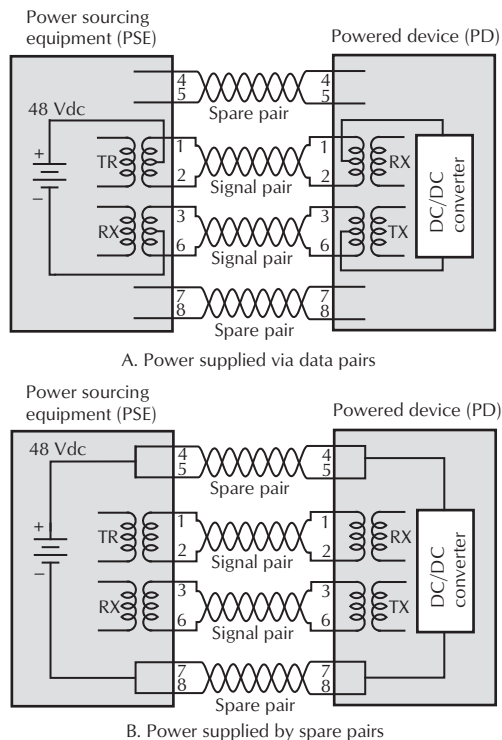 Power sourcing
equipment (PSE)
Powered device (PD)
48 Vdc
+
−
4
5
Spare pair
4
5
TR
1
2
Signal pair
1
2
RX
RX
3
6
Signal pair
3
6
TX
DC/DC
converter
7
8
Spare pair
7
8
A. Power supplied via data pairs
Power sourcing
equipment (PSE)
Powered device (PD)
48 Vdc
+
−
4
5
Spare pair
4
5
TR
1
2
Signal pair
1
2
RX
RX
3
6
Signal pair
3
6
TX
DC/DC
converter
7
8
Spare pair
7
8
B. Power supplied by spare pairs